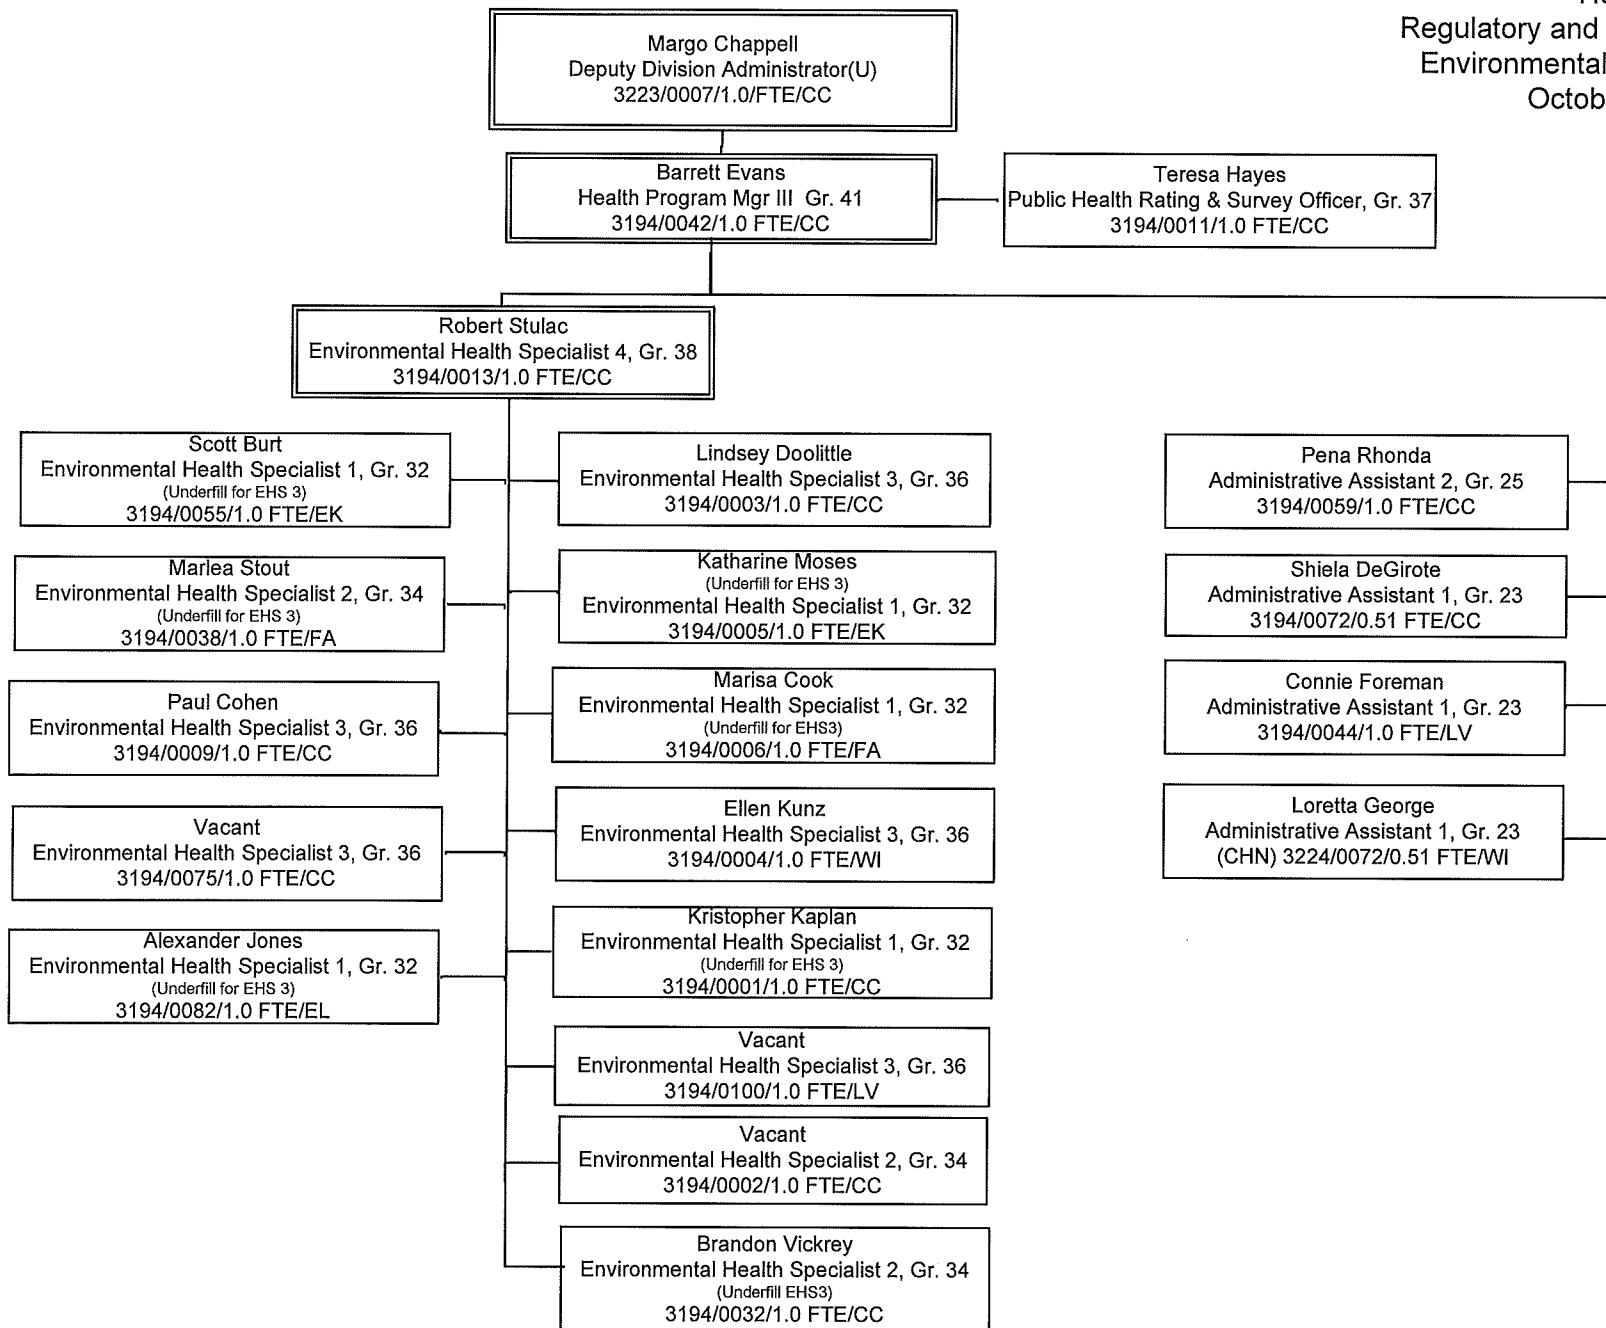 Regulatory and
Environmental
Octob
Margo Chappell
Deputy Division Administrator(U)
3223/0007/1.0/FTE/CC
Barrett Evans
Health Program Mgr III Gr. 41
3194/0042/1.0 FTE/CC
Teresa Hayes
Public Health Rating & Survey Officer, Gr. 37
3194/0011/1.0 FTE/CC
Robert Stulac
Environmental Health Specialist 4, Gr. 38
3194/0013/1.0 FTE/CC
Scott Burt
Environmental Health Specialist 1, Gr. 32
(Underfill for EHS 3)
3194/0055/1.0 FTE/EK
Marlea Stout
Environmental Health Specialist 2, Gr. 34
(Underfill for EHS 3)
3194/0038/1.0 FTE/FA
Paul Cohen
Environmental Health Specialist 3, Gr. 36
3194/0009/1.0 FTE/CC
Vacant
Environmental Health Specialist 3, Gr. 36
3194/0075/1.0 FTE/CC
Alexander Jones
Environmental Health Specialist 1, Gr. 32
(Underfill for EHS 3)
3194/0082/1.0 FTE/EL
Lindsey Doolittle
Environmental Health Specialist 3, Gr. 36
3194/0003/1.0 FTE/CC
Katharine Moses
(Underfill for EHS 3)
Environmental Health Specialist 1, Gr. 32
3194/0005/1.0 FTE/EK
Marisa Cook
Environmental Health Specialist 1, Gr. 32
(Underfill for EHS3)
3194/0006/1.0 FTE/FA
Ellen Kunz
Environmental Health Specialist 3, Gr. 36
3194/0004/1.0 FTE/WI
Kristopher Kaplan
Environmental Health Specialist 1, Gr. 32
(Underfill for EHS 3)
3194/0001/1.0 FTE/CC
Vacant
Environmental Health Specialist 3, Gr. 36
3194/0100/1.0 FTE/LV
Vacant
Environmental Health Specialist 2, Gr. 34
3194/0002/1.0 FTE/CC
Brandon Vickrey
Environmental Health Specialist 2, Gr. 34
(Underfill EHS3)
3194/0032/1.0 FTE/CC
Pena Rhonda
Administrative Assistant 2, Gr. 25
3194/0059/1.0 FTE/CC
Shiela DeGirote
Administrative Assistant 1, Gr. 23
3194/0072/0.51 FTE/CC
Connie Foreman
Administrative Assistant 1, Gr. 23
3194/0044/1.0 FTE/LV
Loretta George
Administrative Assistant 1, Gr. 23
(CHN) 3224/0072/0.51 FTE/WI